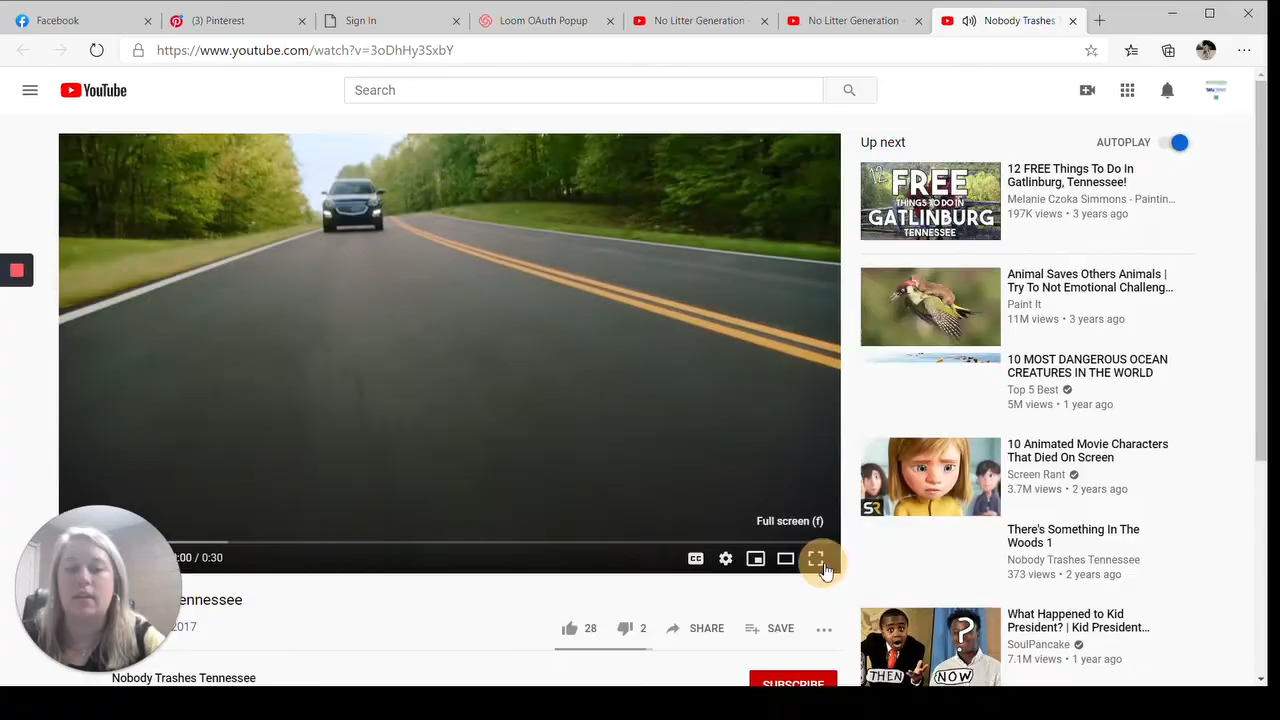 Facebook
(3) Pinterest
Sign In
Loom OAuth Popup
No Litter Generation -
No Litter Generation -
Nobody Trashes
https://www.youtube.com/watch?v=3oDhHy3SxbY
YouTube
Search
Up next
AUTOPLAY
12 FREE
THINGS TO DO IN
GATLINBURG
TENNESSEE
12 FREE Things To Do In
Gatlinburg, Tennessee!
Melanie Czoka Simmons - Paintin...
197K views • 3 years ago
Animal Saves Others Animals |
Try To Not Emotional Challeng...
Paint It
11M views • 3 years ago
10 MOST DANGEROUS OCEAN
CREATURES IN THE WORLD
Top 5 Best
5M views • 1 year ago
SR
10 Animated Movie Characters
That Died On Screen
Screen Rant
3.7M views • 2 years ago
There's Something In The
Woods 1
Nobody Trashes Tennessee
373 views • 2 years ago
THEN
?
NOW
What Happened to Kid
President? | Kid President...
SoulPancake
7.1M views • 1 year ago
Full screen (f)
:00 / 0:30
CC
ennessee
2017
28
2
SHARE
SAVE
Nobody Trashes Tennessee
SUBSCRIBE